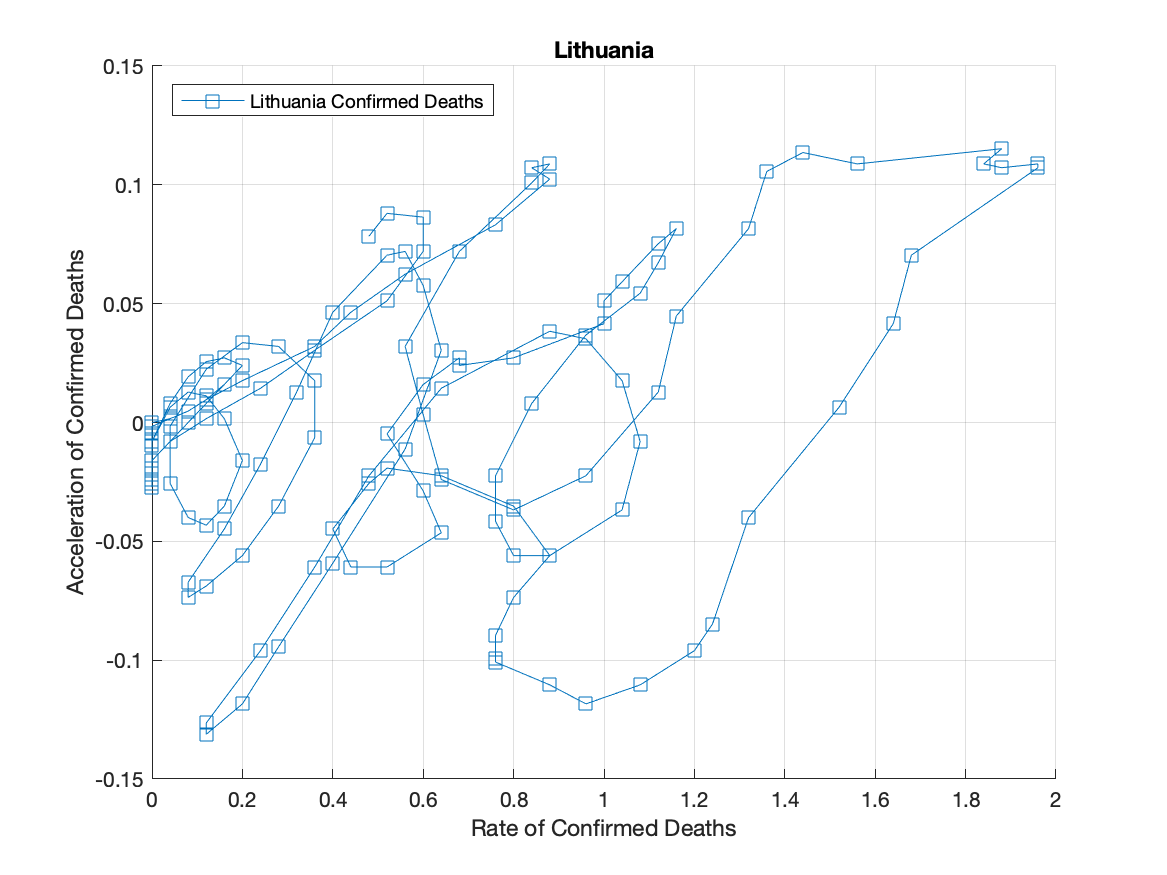 Lithuania
Lithuania Confirmed Deaths
0.15
0.1
0.05
0
-0.05
-0.1
-0.15
Acceleration of Confirmed Deaths
0 0.2 0.4 0.6 0.8 1 1.2 1.4 1.6 1.8 2
Rate of Confirmed Deaths